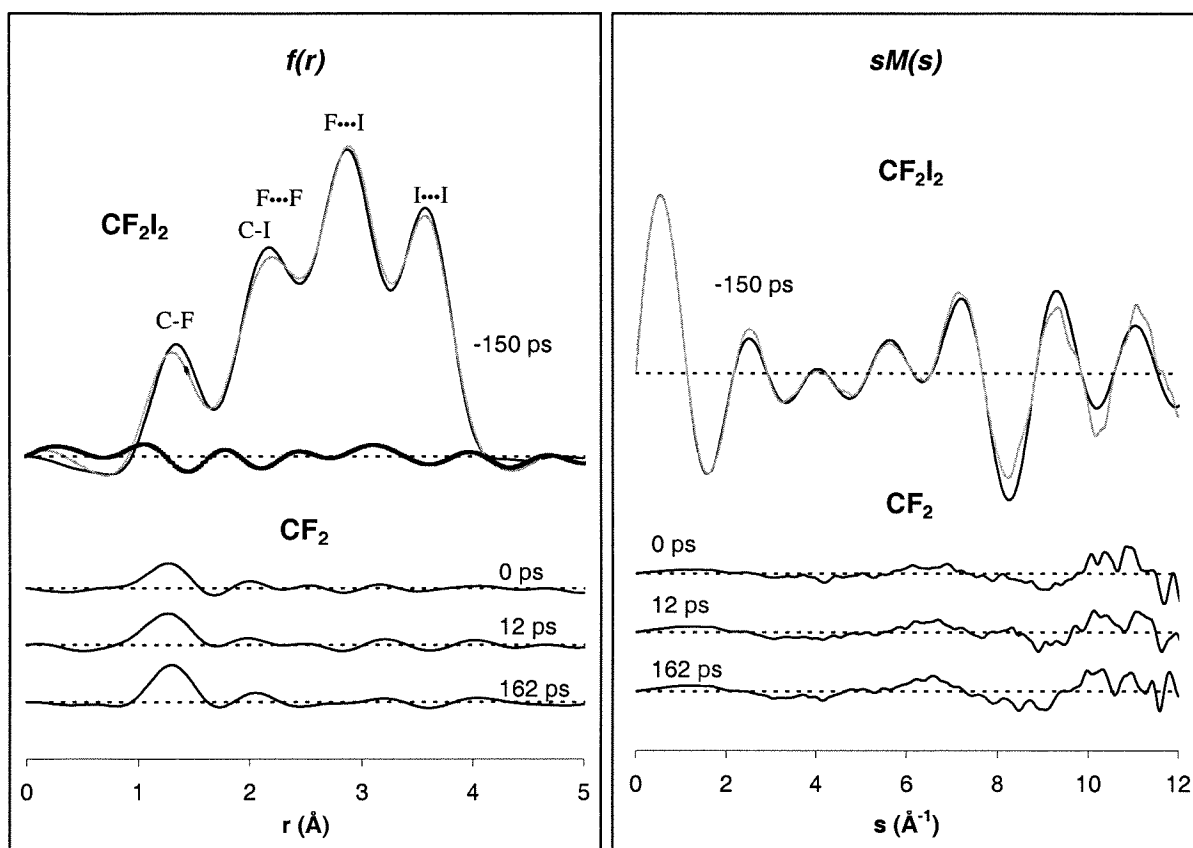 f(r)
F•••I
F•••F
I•••I
C-I
CF₂I₂
C-F
-150 ps
CF₂
0 ps
12 ps
162 ps
0 1 2 3 4 5
r (Å)
sM(s)
CF₂I₂
-150 ps
CF₂
0 ps
12 ps
162 ps
0 2 4 6 8 10 12
s (Å⁻¹)